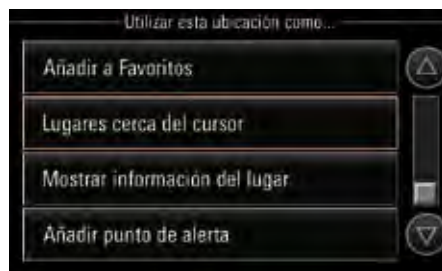 Utilizar esta ubicación como...
Añadir a Favoritos
Lugares cerca del cursor
Mostrar información del lugar
Añadir punto de alerta